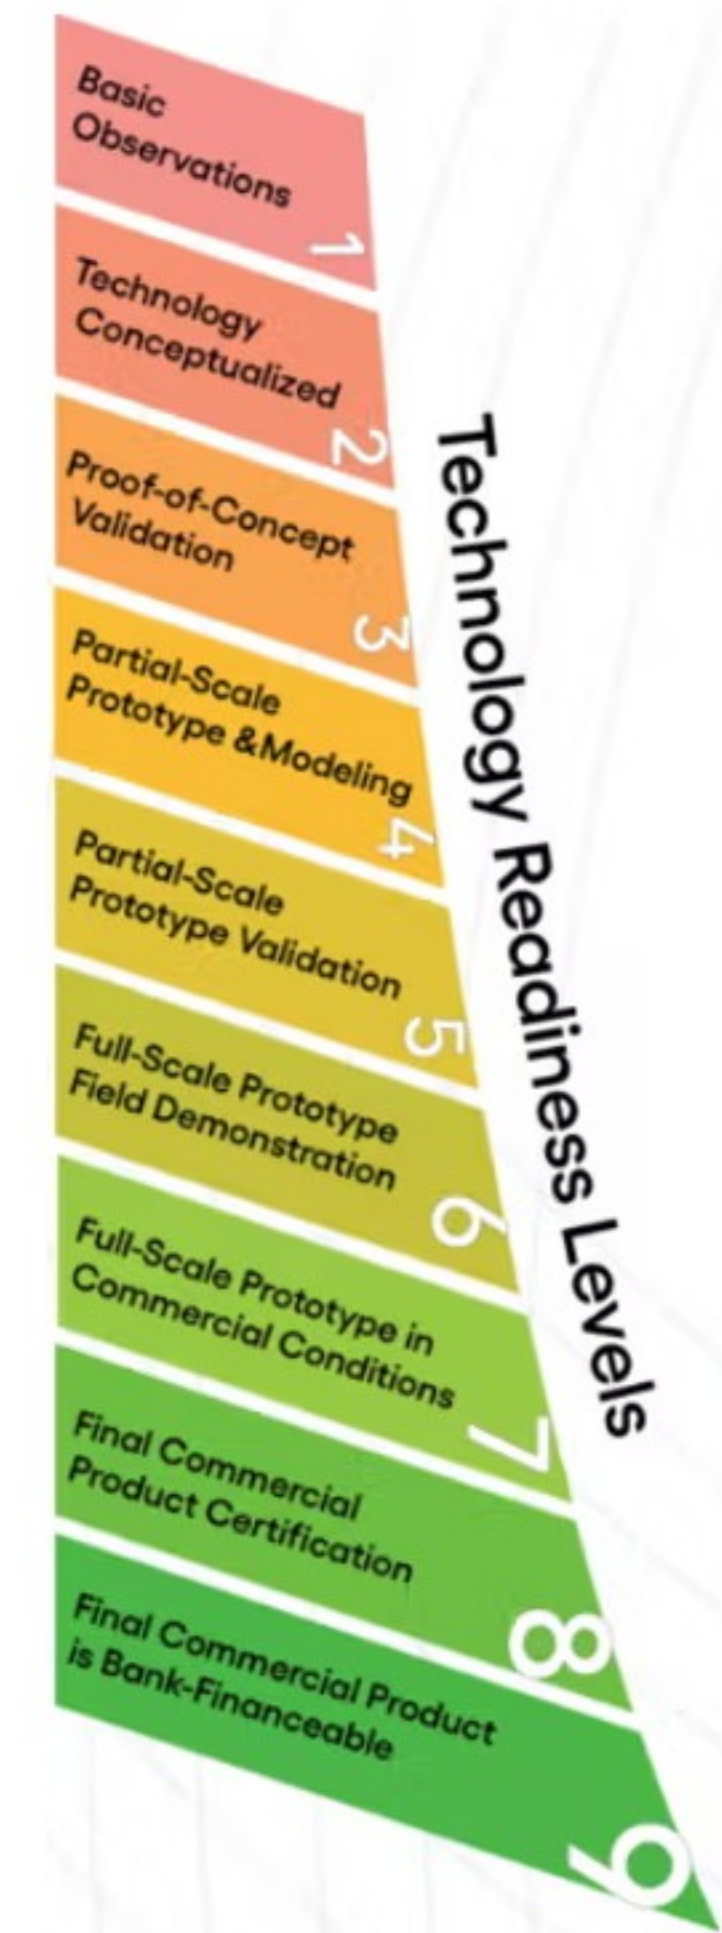 Basic
Observations
1
Technology
Conceptualized
2
Proof-of-Concept
Validation
3
Partial-Scale
Prototype &Modeling
4
Partial-Scale
Prototype Validation
5
Full-Scale Prototype
Field Demonstration
6
Full-Scale Prototype in
Commercial Conditions
7
Final Commercial
Product Certification
8
Final Commercial Product
is Bank-Financeable
9
Technology Readiness Levels